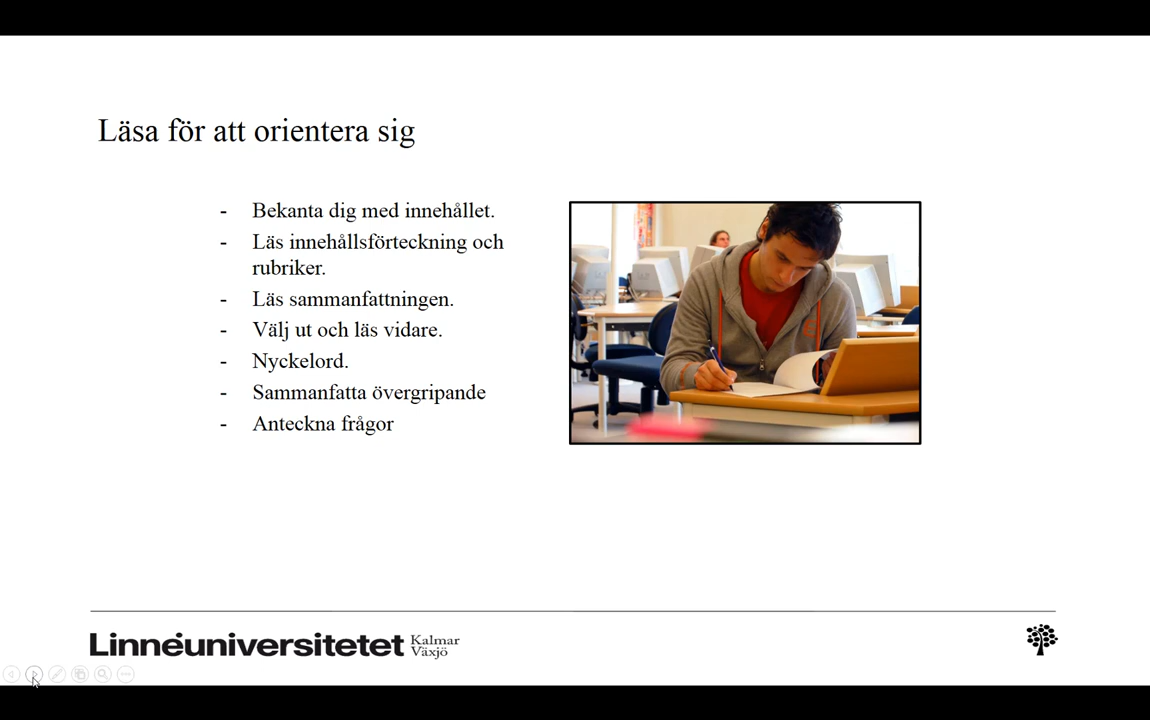 Läsa för att orientera sig
- Bekanta dig med innehållet.
- Läs innehållsförteckning och
rubriker.
- Läs sammanfattningen.
- Välj ut och läs vidare.
- Nyckelord.
- Sammanfatta övergripande
- Anteckna frågor
Linnéuniversitetet
Kalmar
Växjö